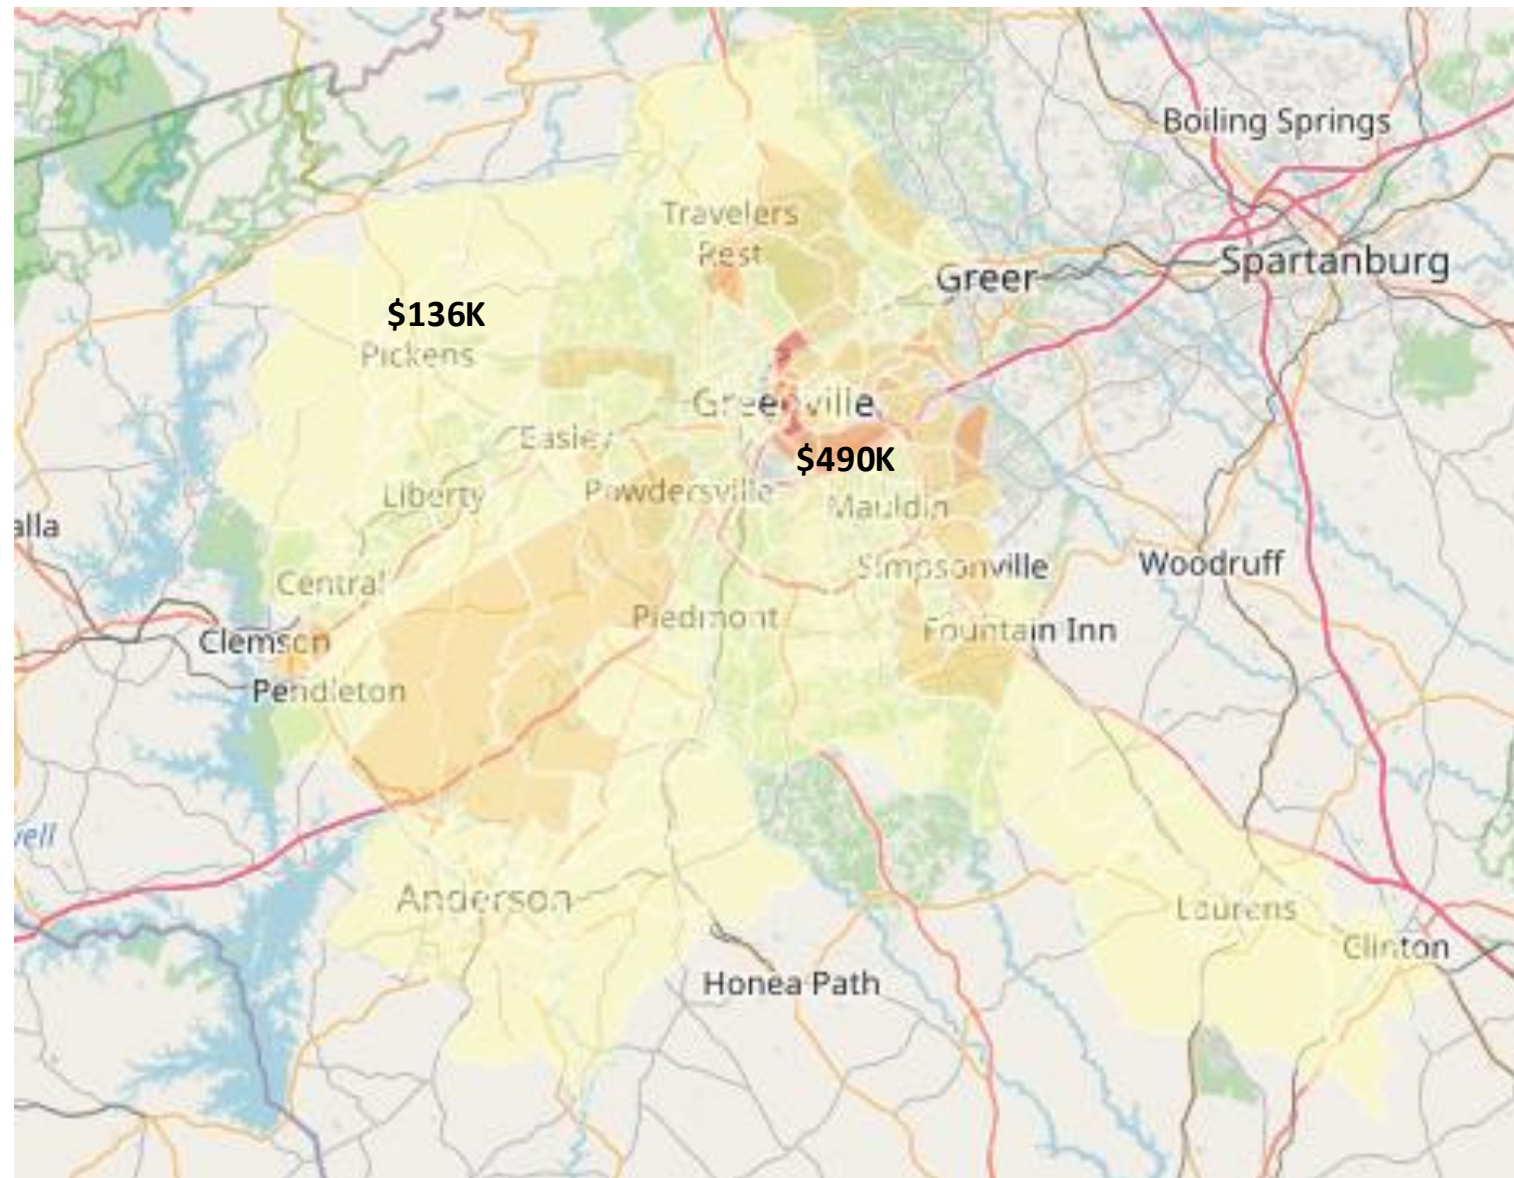 Boiling Springs
Travelers
Rest
Spartanburg
Greer
$136K
Pickens
Greenville
Easley
$490K
Liberty
Powdersville
Mauldin
alla
Woodruff
Simpsonville
Central
Piedmont
Fountain Inn
Clemson
Pendleton
vell
Anderson
Laurens
Clinton
Honea Path